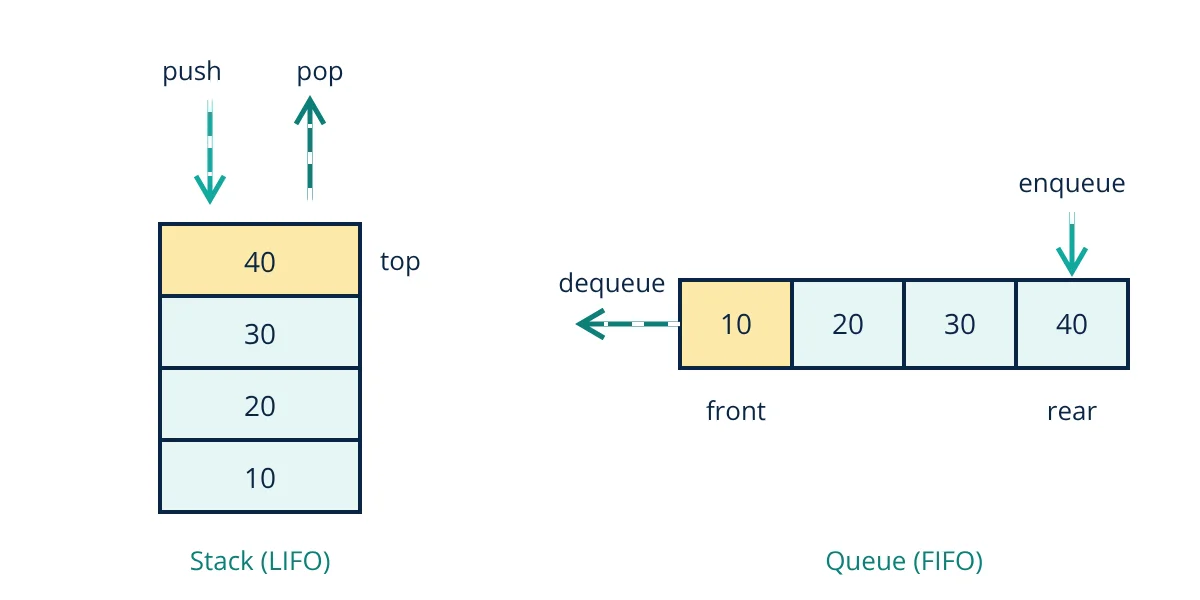 push
pop
40
top
30
20
10
Stack (LIFO)
enqueue
dequeue
10
20
30
40
front
rear
Queue (FIFO)